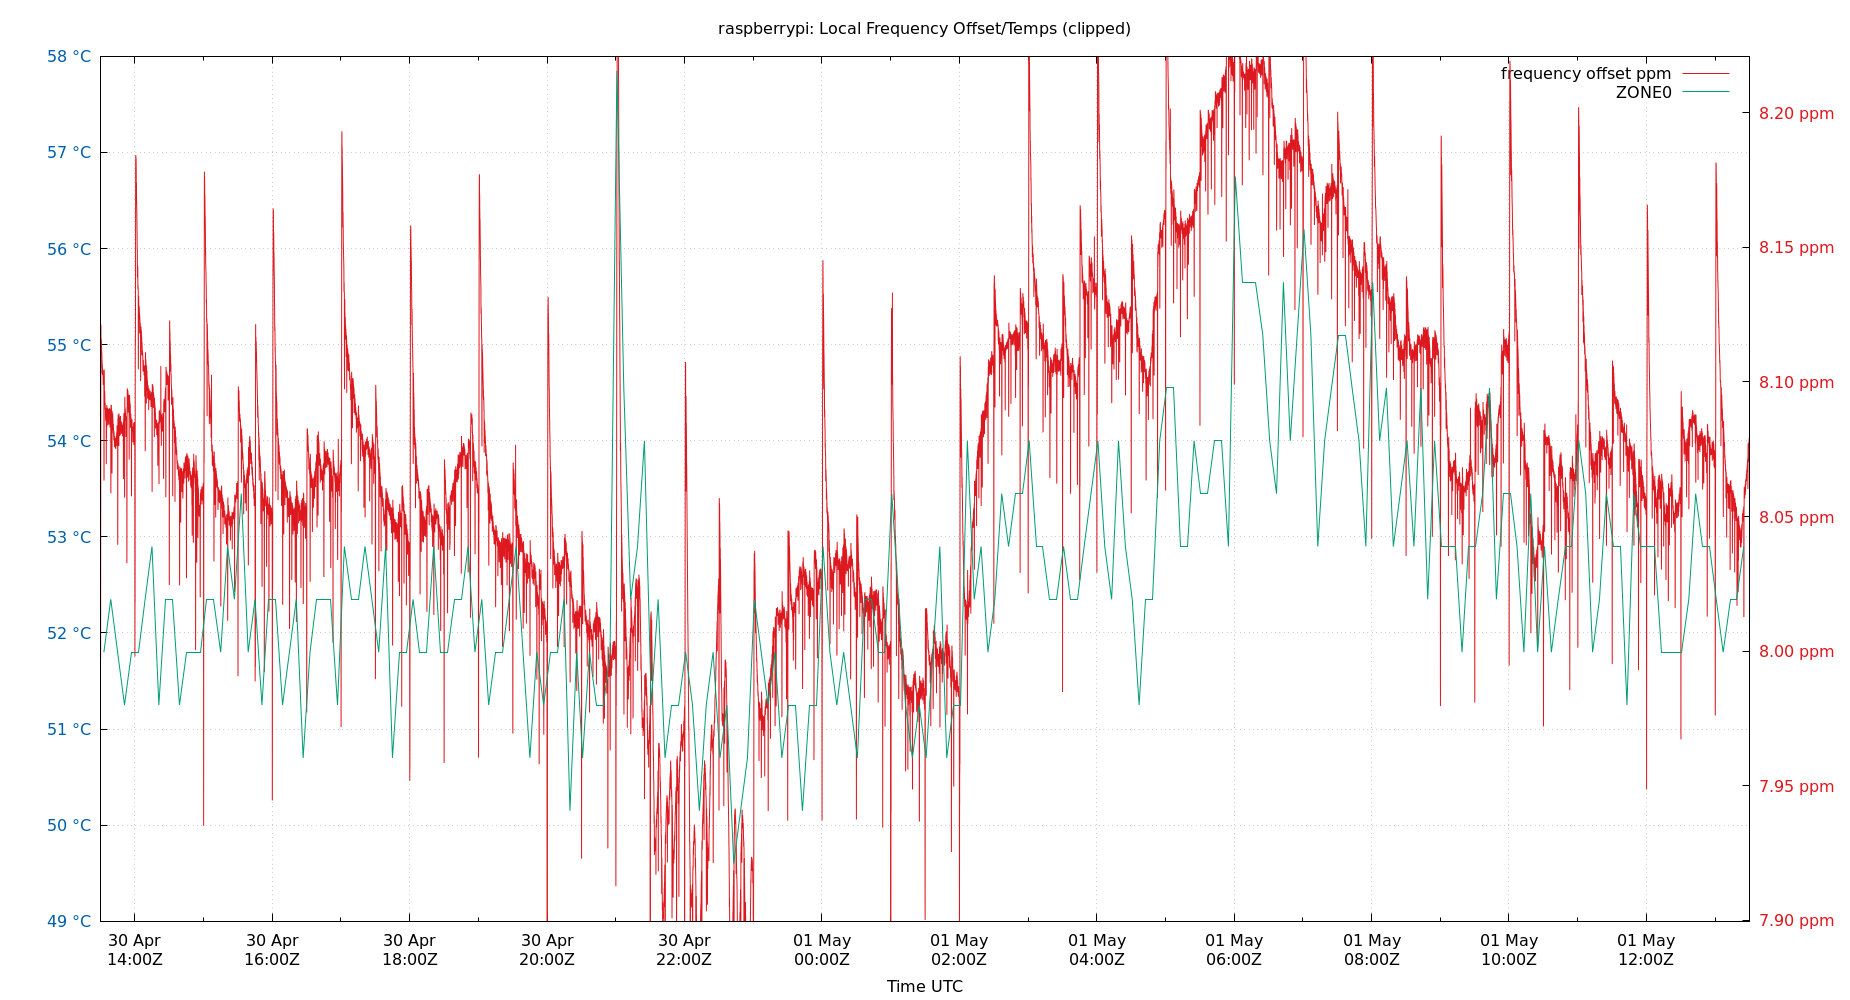 raspberrypi: Local Frequency Offset/Temps (clipped)
frequency offset ppm
ZONE0
58 °C
57 °C
56 °C
55 °C
54 °C
53 °C
52 °C
51 °C
50 °C
49 °C
8.20 ppm
8.15 ppm
8.10 ppm
8.05 ppm
8.00 ppm
7.95 ppm
7.90 ppm
30 Apr
14:00Z
30 Apr
16:00Z
30 Apr
18:00Z
30 Apr
20:00Z
30 Apr
22:00Z
01 May
00:00Z
01 May
02:00Z
01 May
04:00Z
01 May
06:00Z
01 May
08:00Z
01 May
10:00Z
01 May
12:00Z
Time UTC